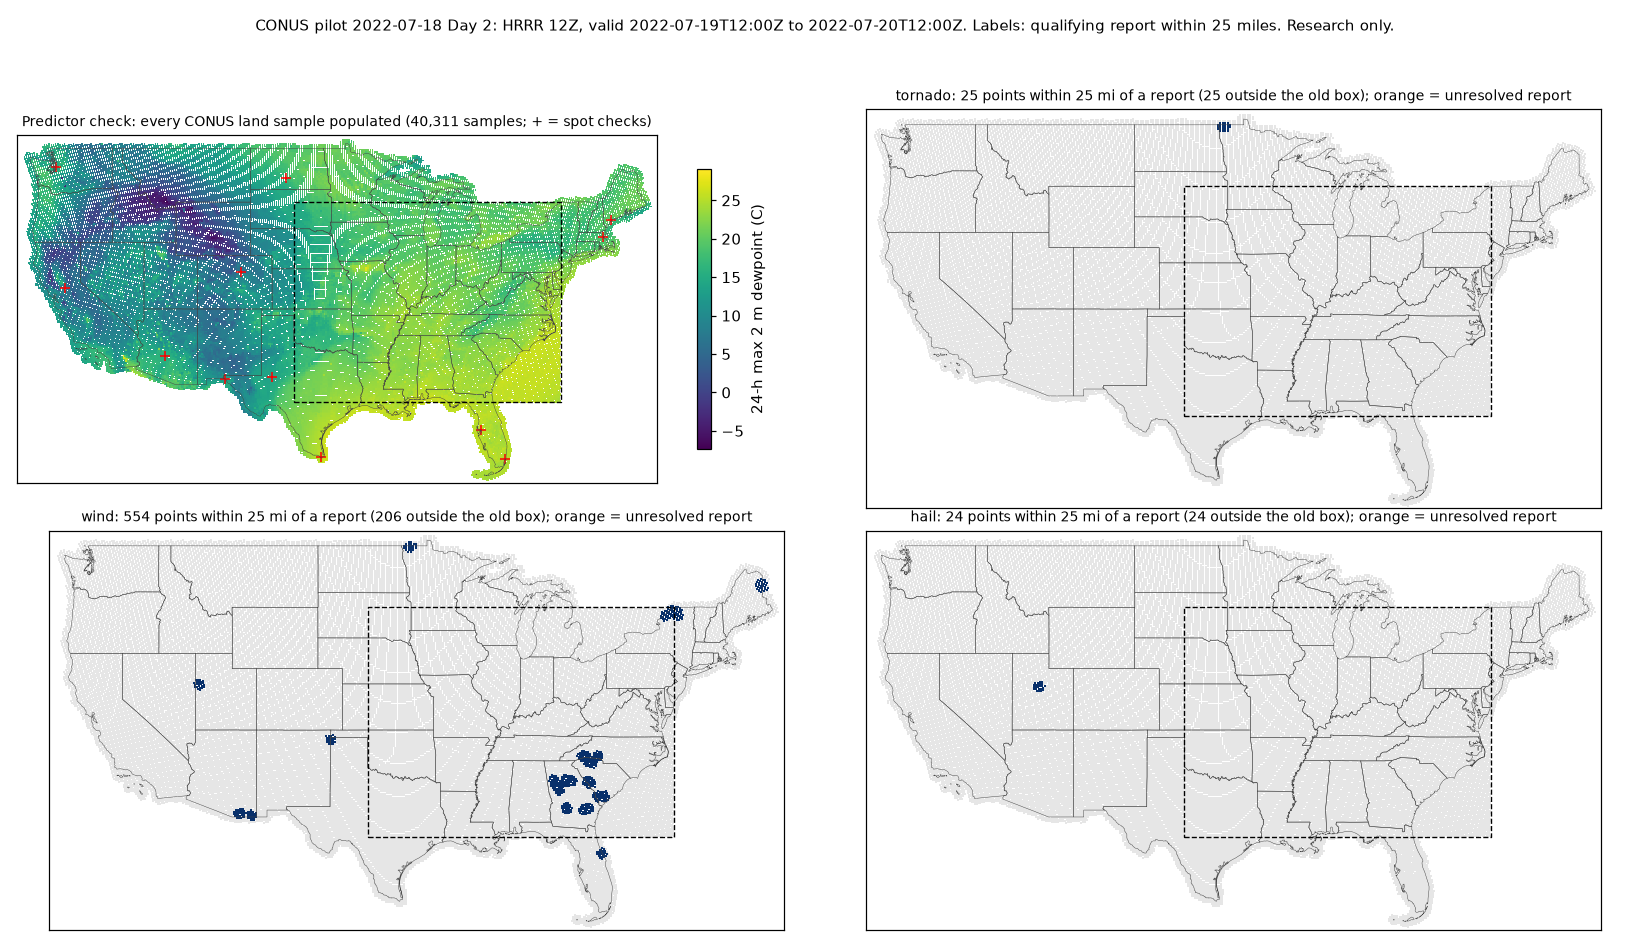 CONUS pilot 2022-07-18 Day 2: HRRR 12Z, valid 2022-07-19T12:00Z to 2022-07-20T12:00Z. Labels: qualifying report within 25 miles. Research only.
Predictor check: every CONUS land sample populated (40,311 samples; + = spot checks)
25
20
15
10
5
0
−5
24-h max 2 m dewpoint (C)
tornado: 25 points within 25 mi of a report (25 outside the old box); orange = unresolved report
wind: 554 points within 25 mi of a report (206 outside the old box); orange = unresolved report
hail: 24 points within 25 mi of a report (24 outside the old box); orange = unresolved report